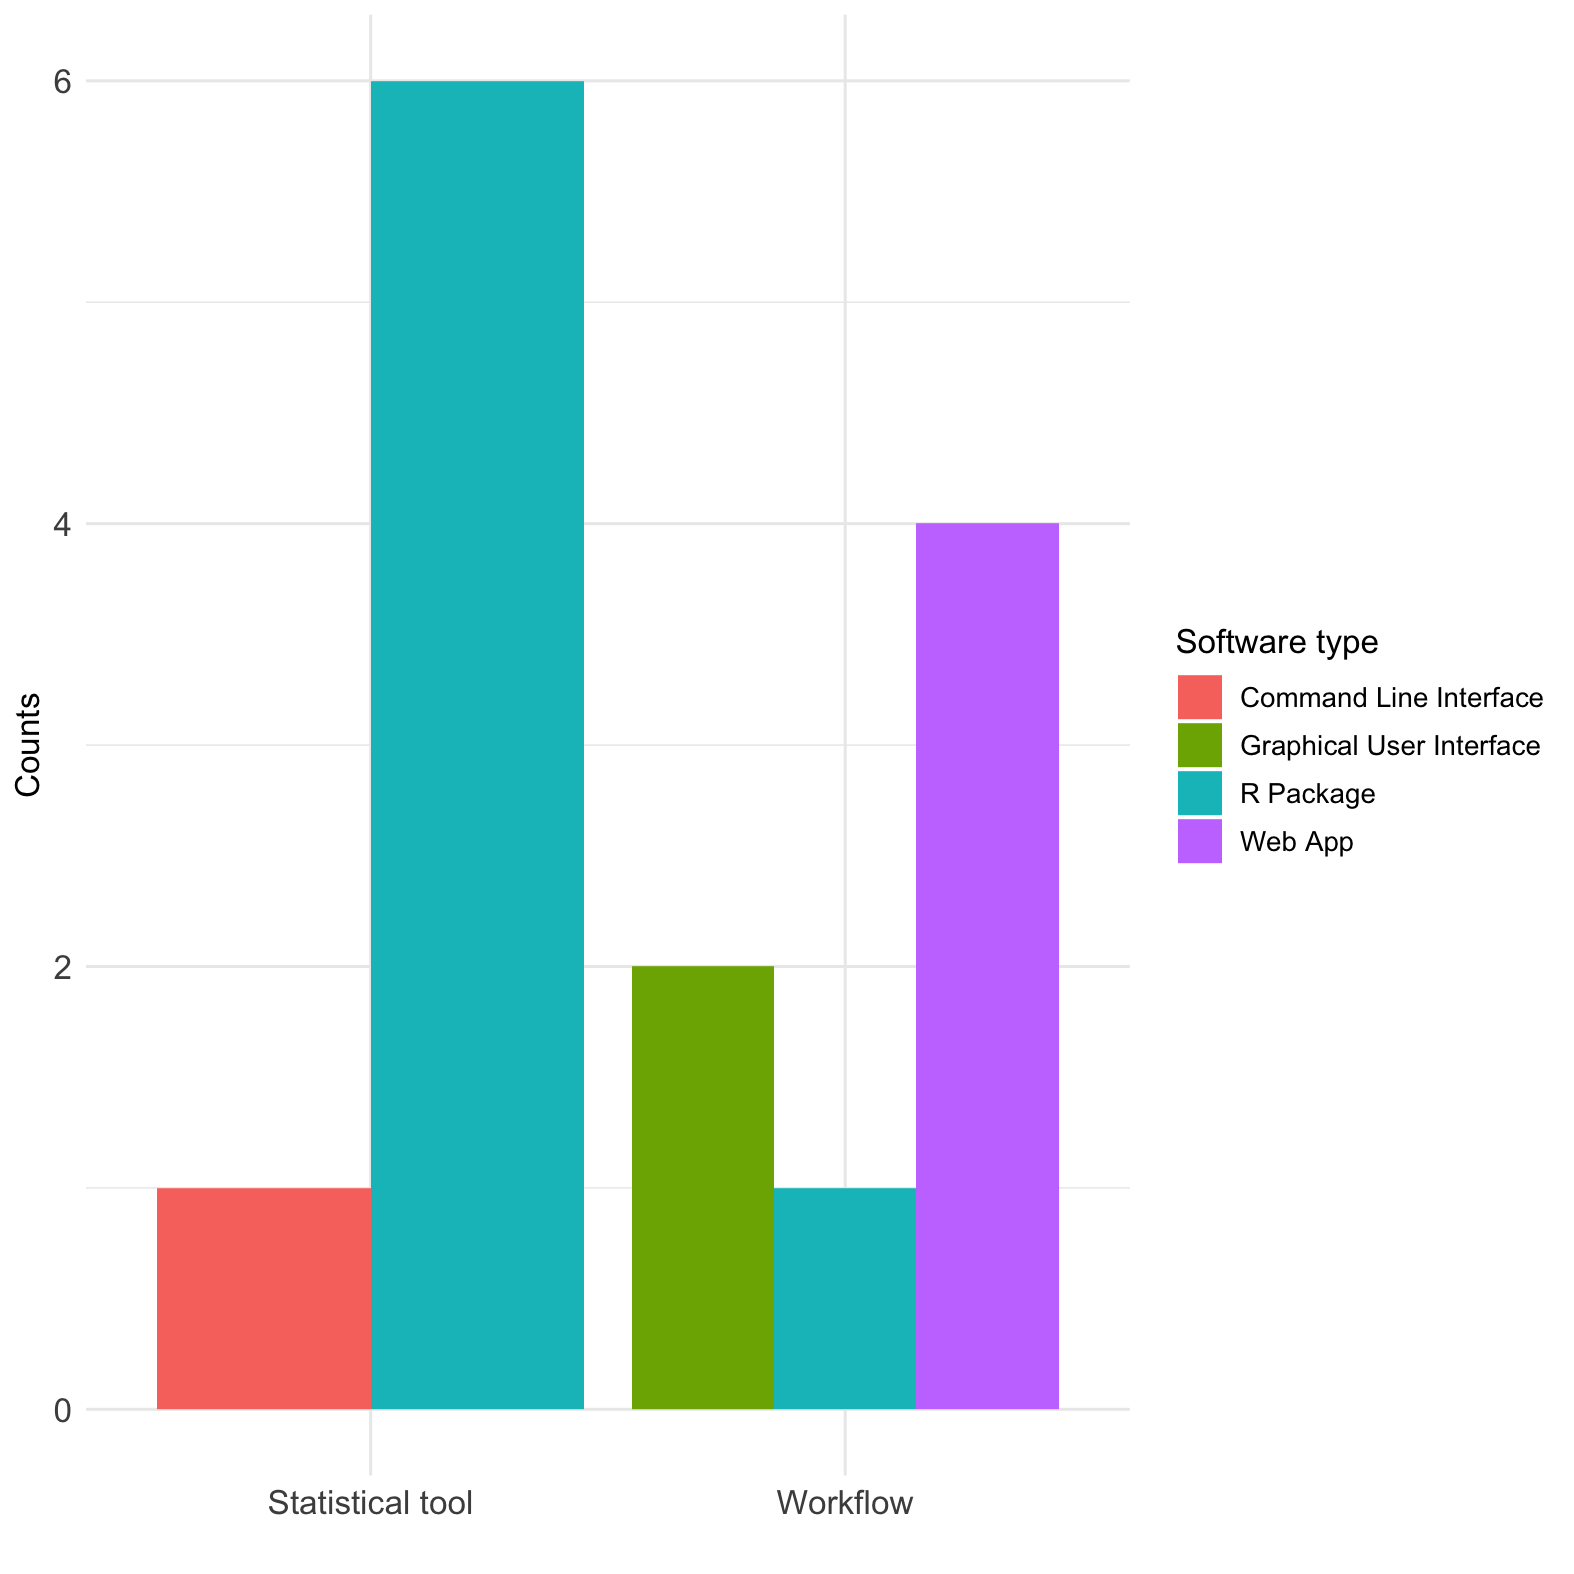 6
4
2
0
Counts
Statistical tool
Workflow
Software type
Command Line Interface
Graphical User Interface
R Package
Web App